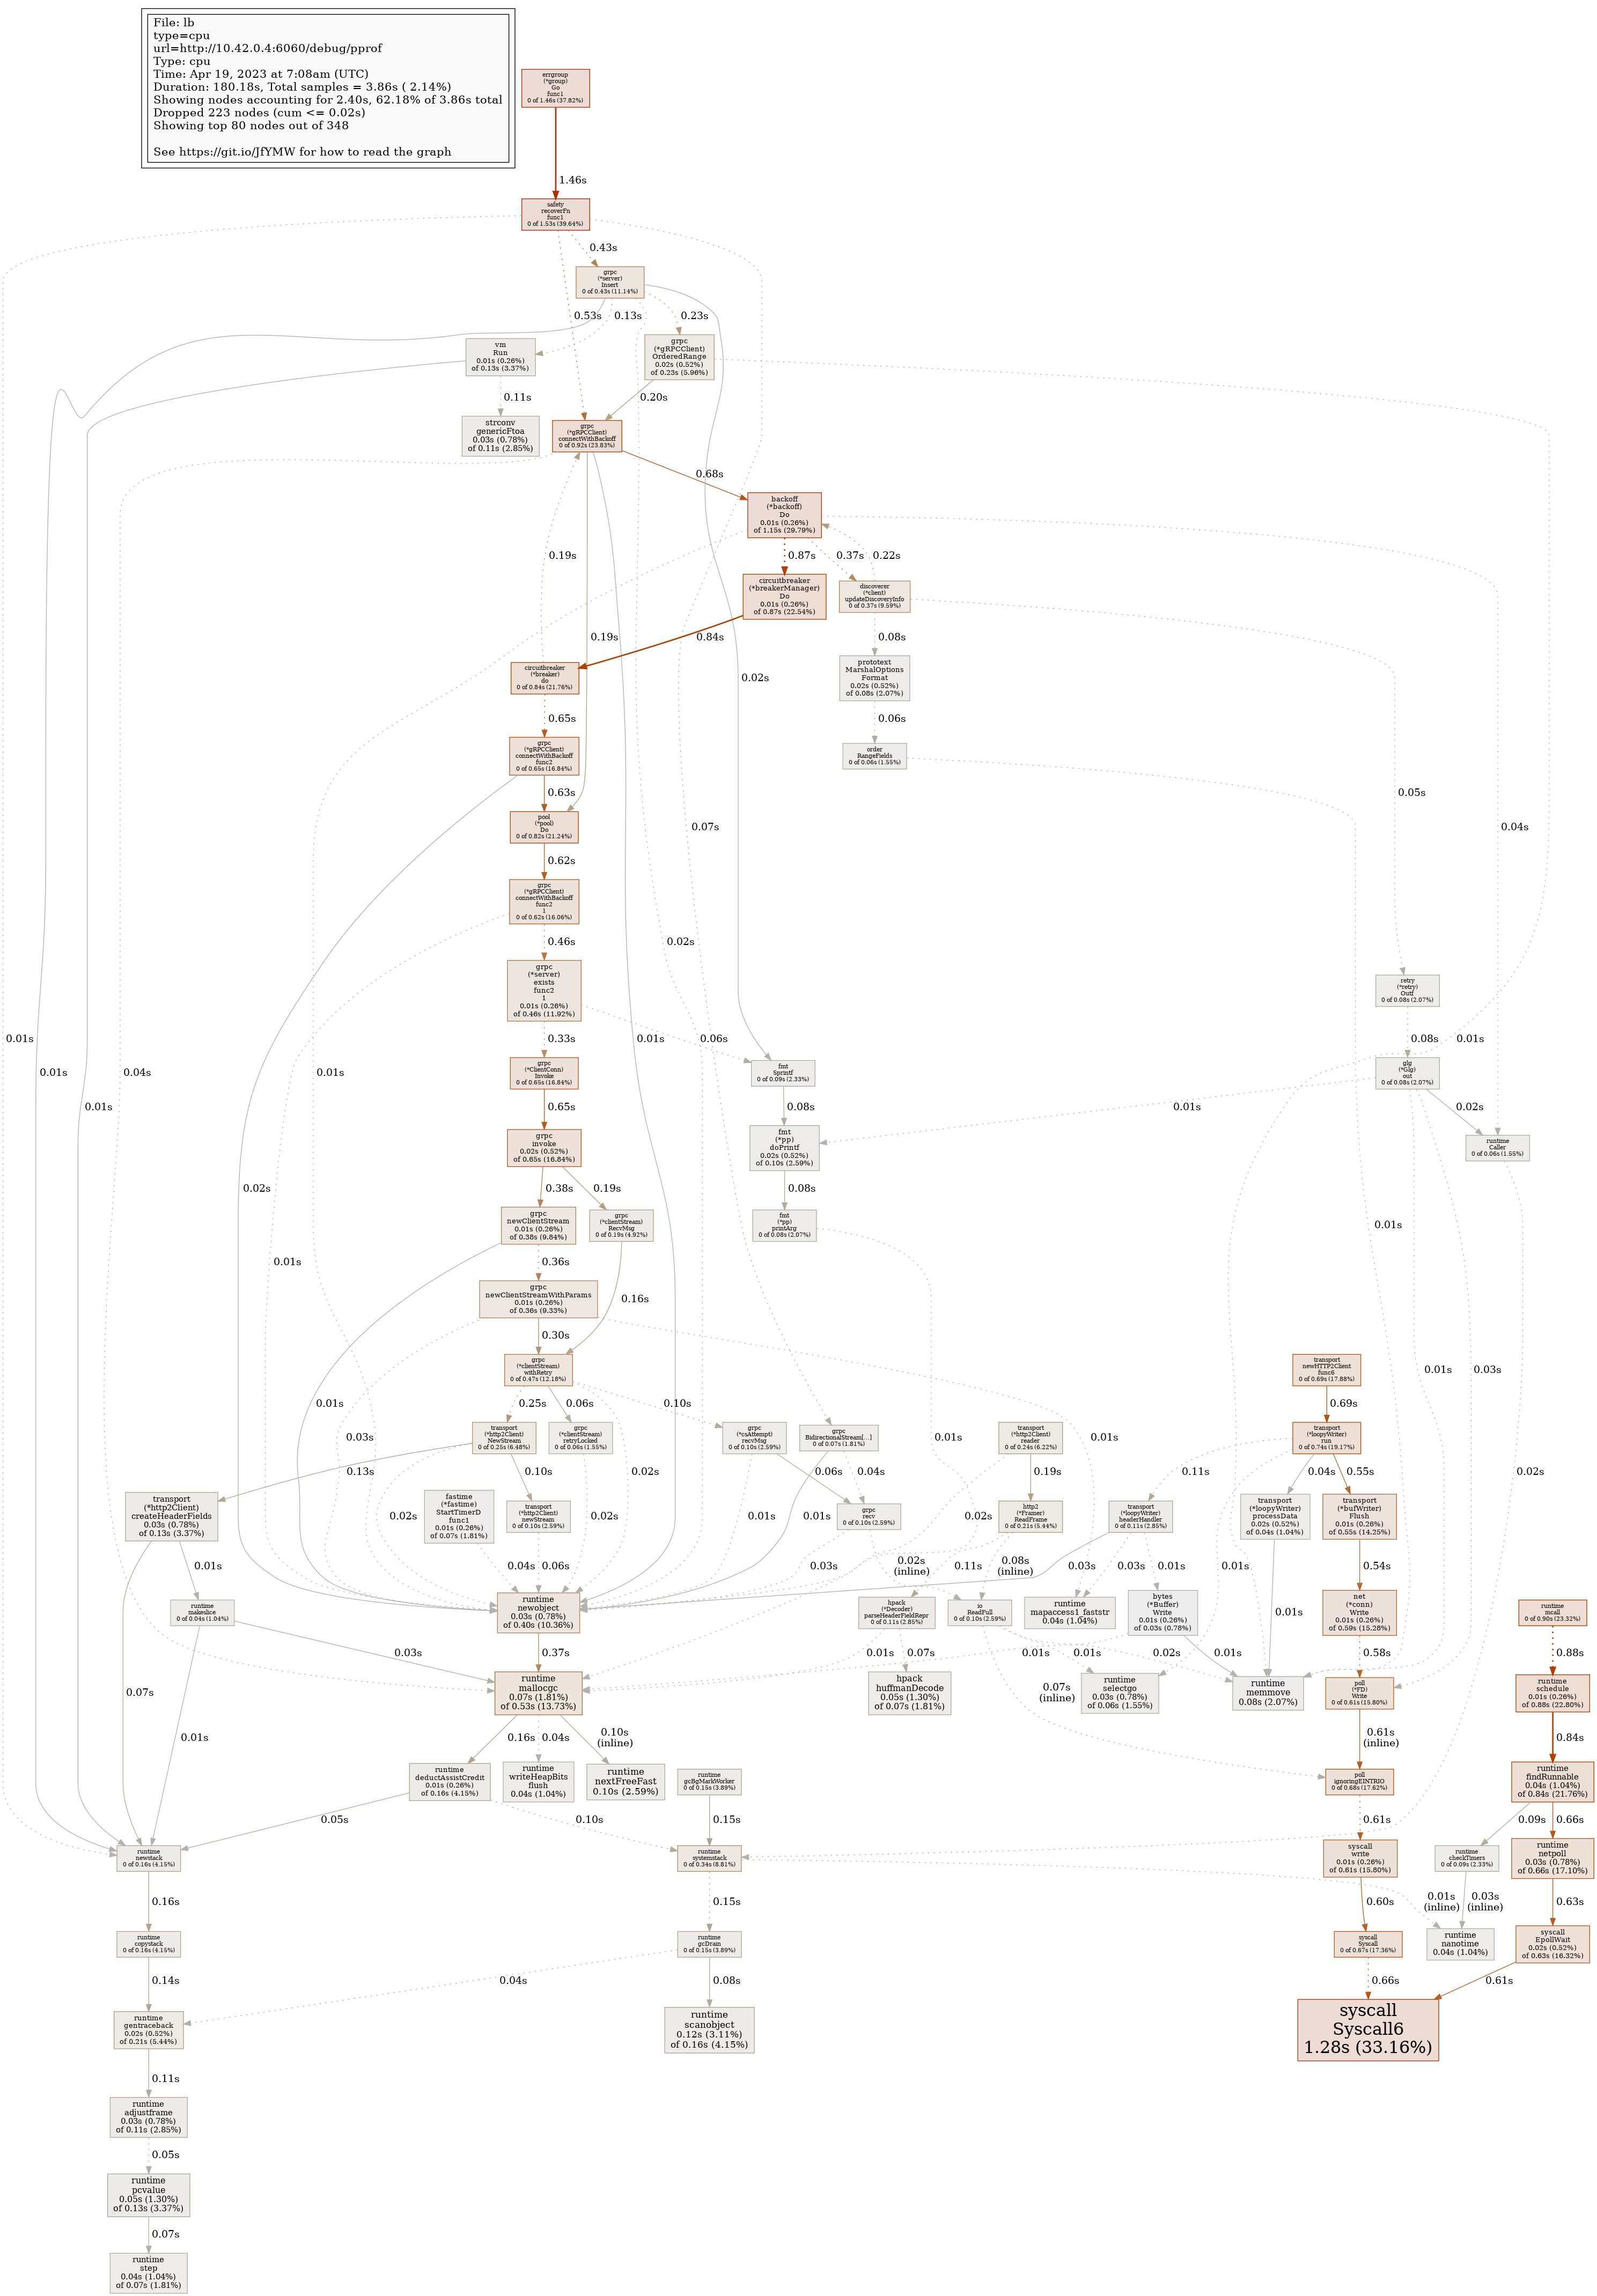 File: lb
type=cpu
url=http://10.42.0.4:6060/debug/pprof
Type: cpu
Time: Apr 19, 2023 at 7:08am (UTC)
Duration: 180.18s, Total samples = 3.86s ( 2.14%)
Showing nodes accounting for 2.40s, 62.18% of 3.86s total
Dropped 223 nodes (cum <= 0.02s)
Showing top 80 nodes out of 348
See https://git.io/JfYMW for how to read the graph
errgroup
(*group)
Go
func1
0 of 1.46s (37.82%)
1.46s
safety
recoverFn
func1
0 of 1.53s (39.64%)
0.43s
grpc
(*server)
Insert
0 of 0.43s (11.14%)
0.53s
0.13s
0.23s
vm
Run
0.01s (0.26%)
of 0.13s (3.37%)
grpc
(*gRPCClient)
OrderedRange
0.02s (0.52%)
of 0.23s (5.96%)
0.11s
0.20s
strconv
genericFtoa
0.03s (0.78%)
of 0.11s (2.85%)
grpc
(*gRPCClient)
connectWithBackoff
0 of 0.92s (23.83%)
0.68s
backoff
(*backoff)
Do
0.01s (0.26%)
of 1.15s (29.79%)
0.19s
0.87s
0.37s
0.22s
circuitbreaker
(*breakerManager)
Do
0.01s (0.26%)
of 0.87s (22.54%)
discoverer
(*client)
updateDiscoveryInfo
0 of 0.37s (9.59%)
0.19s
0.84s
0.08s
circuitbreaker
(*breaker)
do
0 of 0.84s (21.76%)
prototext
MarshalOptions
Format
0.02s (0.52%)
of 0.08s (2.07%)
0.02s
0.65s
0.06s
grpc
(*gRPCClient)
connectWithBackoff
func2
0 of 0.65s (16.84%)
order
RangeFields
0 of 0.06s (1.55%)
0.63s
0.05s
pool
(*pool)
Do
0 of 0.82s (21.24%)
0.07s
0.04s
0.62s
grpc
(*gRPCClient)
connectWithBackoff
func2
1
0 of 0.62s (16.06%)
0.46s
0.02s
grpc
(*server)
exists
func2
1
0.01s (0.26%)
of 0.46s (11.92%)
retry
(*retry)
Outf
0 of 0.08s (2.07%)
0.01s
0.33s
0.01s
0.06s
0.08s
0.01s
0.01s
0.04s
0.01s
grpc
(*ClientConn)
Invoke
0 of 0.65s (16.84%)
fmt
Sprintf
0 of 0.09s (2.33%)
glg
(*Glg)
out
0 of 0.08s (2.07%)
0.01s
0.65s
0.08s
0.01s
0.02s
grpc
invoke
0.02s (0.52%)
of 0.65s (16.84%)
fmt
(*pp)
doPrintf
0.02s (0.52%)
of 0.10s (2.59%)
runtime
Caller
0 of 0.06s (1.55%)
0.02s
0.38s
0.19s
0.08s
grpc
newClientStream
0.01s (0.26%)
of 0.38s (9.84%)
grpc
(*clientStream)
RecvMsg
0 of 0.19s (4.92%)
fmt
(*pp)
printArg
0 of 0.08s (2.07%)
0.01s
0.01s
0.36s
grpc
newClientStreamWithParams
0.01s (0.26%)
of 0.36s (9.33%)
0.16s
0.30s
grpc
(*clientStream)
withRetry
0 of 0.47s (12.18%)
transport
newHTTP2Client
func6
0 of 0.69s (17.88%)
0.01s
0.03s
0.01s
0.25s
0.06s
0.10s
0.69s
transport
(*http2Client)
NewStream
0 of 0.25s (6.48%)
grpc
(*clientStream)
retryLocked
0 of 0.06s (1.55%)
grpc
(*csAttempt)
recvMsg
0 of 0.10s (2.59%)
grpc
BidirectionalStream[...]
0 of 0.07s (1.81%)
transport
(*http2Client)
reader
0 of 0.24s (6.22%)
transport
(*loopyWriter)
run
0 of 0.74s (19.17%)
0.03s
0.01s
0.01s
0.02s
0.13s
0.10s
0.02s
0.06s
0.04s
0.19s
0.11s
0.04s
0.55s
transport
(*http2Client)
createHeaderFields
0.03s (0.78%)
of 0.13s (3.37%)
fastime
(*fastime)
StartTimerD
func1
0.01s (0.26%)
of 0.07s (1.81%)
transport
(*http2Client)
newStream
0 of 0.10s (2.59%)
grpc
recv
0 of 0.10s (2.59%)
http2
(*Framer)
ReadFrame
0 of 0.21s (5.44%)
transport
(*loopyWriter)
headerHandler
0 of 0.11s (2.85%)
transport
(*loopyWriter)
processData
0.02s (0.52%)
of 0.04s (1.04%)
transport
(*bufWriter)
Flush
0.01s (0.26%)
of 0.55s (14.25%)
0.02s
0.02s
0.01s
0.01s
0.02s
0.01s
0.04s
0.06s
0.03s
0.02s
(inline)
0.11s
0.08s
(inline)
0.03s
0.03s
0.01s
0.54s
runtime
makeslice
0 of 0.04s (1.04%)
runtime
newobject
0.03s (0.78%)
of 0.40s (10.36%)
hpack
(*Decoder)
parseHeaderFieldRepr
0 of 0.11s (2.85%)
io
ReadFull
0 of 0.10s (2.59%)
runtime
mapaccess1_faststr
0.04s (1.04%)
bytes
(*Buffer)
Write
0.01s (0.26%)
of 0.03s (0.78%)
0.01s
net
(*conn)
Write
0.01s (0.26%)
of 0.59s (15.28%)
runtime
mcall
0 of 0.90s (23.32%)
0.03s
0.37s
0.01s
0.07s
0.01s
0.01s
0.02s
0.01s
0.58s
0.88s
0.07s
runtime
mallocgc
0.07s (1.81%)
of 0.53s (13.73%)
hpack
huffmanDecode
0.05s (1.30%)
of 0.07s (1.81%)
0.07s
(inline)
runtime
selectgo
0.03s (0.78%)
of 0.06s (1.55%)
runtime
memmove
0.08s (2.07%)
poll
(*FD)
Write
0 of 0.61s (15.80%)
runtime
schedule
0.01s (0.26%)
of 0.88s (22.80%)
0.01s
0.16s
0.04s
0.10s
(inline)
0.61s
(inline)
0.84s
runtime
deductAssistCredit
0.01s (0.26%)
of 0.16s (4.15%)
runtime
writeHeapBits
flush
0.04s (1.04%)
runtime
nextFreeFast
0.10s (2.59%)
runtime
gcBgMarkWorker
0 of 0.15s (3.89%)
poll
ignoringEINTRIO
0 of 0.68s (17.62%)
runtime
findRunnable
0.04s (1.04%)
of 0.84s (21.76%)
0.05s
0.10s
0.15s
0.61s
0.09s
0.66s
runtime
newstack
0 of 0.16s (4.15%)
runtime
systemstack
0 of 0.34s (8.81%)
syscall
write
0.01s (0.26%)
of 0.61s (15.80%)
runtime
checkTimers
0 of 0.09s (2.33%)
runtime
netpoll
0.03s (0.78%)
of 0.66s (17.10%)
0.16s
0.15s
0.60s
0.01s
(inline)
0.03s
(inline)
0.63s
runtime
copystack
0 of 0.16s (4.15%)
runtime
gcDrain
0 of 0.15s (3.89%)
syscall
Syscall
0 of 0.67s (17.36%)
runtime
nanotime
0.04s (1.04%)
syscall
EpollWait
0.02s (0.52%)
of 0.63s (16.32%)
0.14s
0.04s
0.08s
0.66s
0.61s
runtime
gentraceback
0.02s (0.52%)
of 0.21s (5.44%)
runtime
scanobject
0.12s (3.11%)
of 0.16s (4.15%)
syscall
Syscall6
1.28s (33.16%)
0.11s
runtime
adjustframe
0.03s (0.78%)
of 0.11s (2.85%)
0.05s
runtime
pcvalue
0.05s (1.30%)
of 0.13s (3.37%)
0.07s
runtime
step
0.04s (1.04%)
of 0.07s (1.81%)